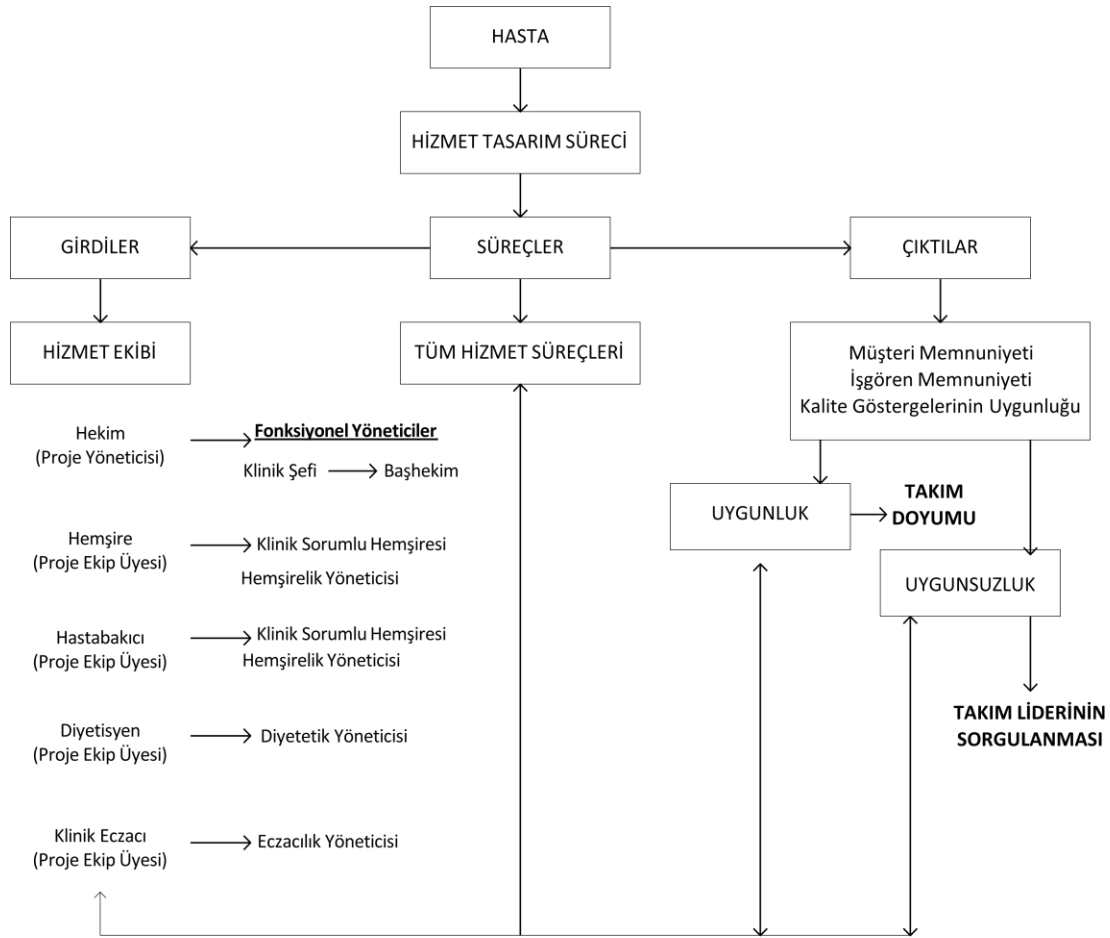 HASTA
HİZMET TASARIM SÜRECİ
GİRDİLER
SÜREÇLER
ÇIKTILAR
HİZMET EKİBİ
TÜM HİZMET SÜREÇLERİ
Müşteri Memnuniyeti
İşgören Memnuniyeti
Kalite Göstergelerinin Uygunluğu
Hekim
(Proje Yöneticisi)
Fonksiyonel Yöneticiler
Klinik Şefi
Başhekim
Hemşire
(Proje Ekip Üyesi)
Klinik Sorumlu Hemşiresi
Hemşirelik Yöneticisi
Hastabakıcı
(Proje Ekip Üyesi)
Klinik Sorumlu Hemşiresi
Hemşirelik Yöneticisi
Diyetisyen
(Proje Ekip Üyesi)
Diyetetik Yöneticisi
Klinik Eczacı
(Proje Ekip Üyesi)
Eczacılık Yöneticisi
UYGUNLUK
TAKIM
DOYUMU
UYGUNSUZLUK
TAKIM LİDERİNİN
SORGULANMASI